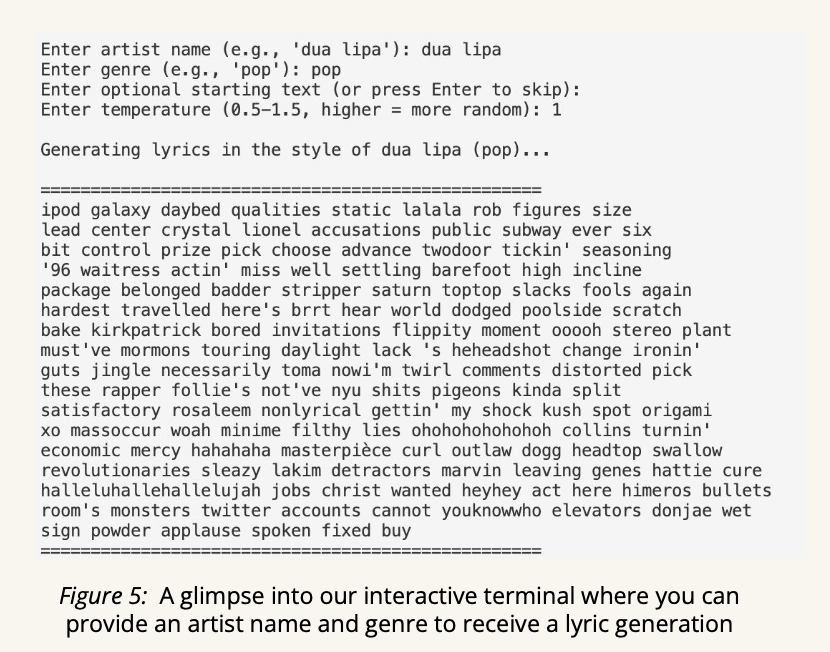 Enter artist name (e.g., 'dua lipa'): dua lipa
Enter genre (e.g., 'pop'): pop
Enter optional starting text (or press Enter to skip):
Enter temperature (0.5-1.5, higher = more random): 1
Generating lyrics in the style of dua lipa (pop)...
==================================================
ipod galaxy daybed qualities static lalala rob figures size
lead center crystal lionel accusations public subway ever six
bit control prize pick choose advance twodoor tickin' seasoning
'96 waitress actin' miss well settling barefoot high incline
package belonged badder stripper saturn toptop slacks fools again
hardest travelled here's brrt hear world dodged poolside scratch
bake kirkpatrick bored invitations flippity moment ooooh stereo plant
must've mormons touring daylight lack 's heheadshot change ironin'
guts jingle necessarily toma nowi'm twirl comments distorted pick
these rapper follie's not've nyu shits pigeons kinda split
satisfactory rosaleem nonlyrical gettin' my shock kush spot origami
xo massoccur woah minime filthy lies ohohohohohohoh collins turnin'
economic mercy hahahaha masterpièce curl outlaw dogg headtop swallow
revolutionaries sleazy lakim detractors marvin leaving genes hattie cure
halleluhallehallelujah jobs christ wanted heyhey act here himeros bullets
room's monsters twitter accounts cannot youknowwho elevators donjae wet
sign powder applause spoken fixed buy
==================================================
Figure 5: A glimpse into our interactive terminal where you can
provide an artist name and genre to receive a lyric generation